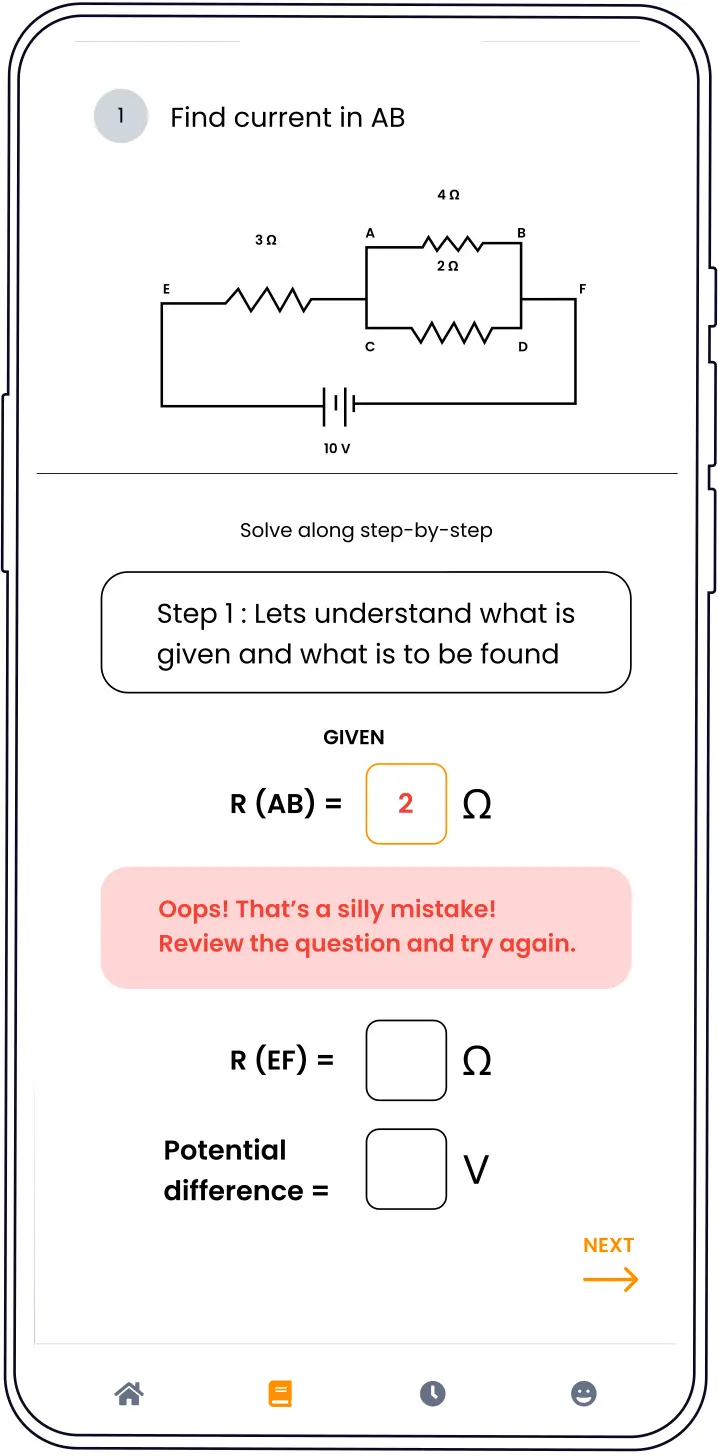 1 Find current in AB
4 Ω
A B
3 Ω
2 Ω
E F
C D
10 V
Solve along step-by-step
Step 1 : Lets understand what is
given and what is to be found
GIVEN
R (AB) = 2 Ω
Oops! That’s a silly mistake!
Review the question and try again.
R (EF) = Ω
Potential
difference = V
NEXT